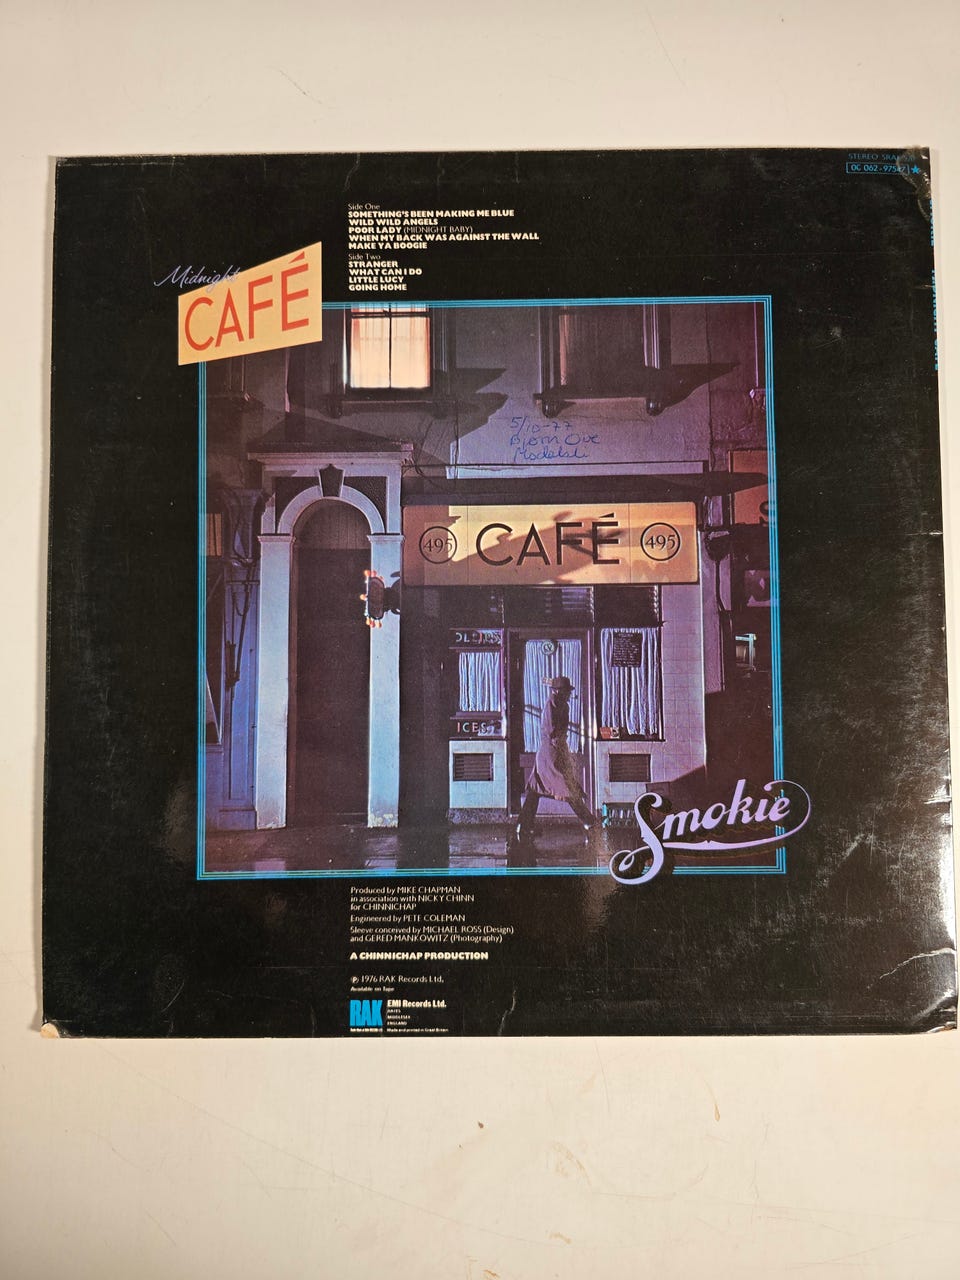 STEREO SRAK 520
OC 062-97547 ★
Side One
SOMETHING'S BEEN MAKING ME BLUE
WILD WILD ANGELS
POOR LADY (MIDNIGHT BABY)
WHEN MY BACK WAS AGAINST THE WALL
MAKE YA BOOGIE
Side Two
STRANGER
WHAT CAN I DO
LITTLE LUCY
GOING HOME
Midnight
CAFÉ
5/10-77
Bjørn Ove
495 CAFÉ 495
ICES
Smokie
Produced by MIKE CHAPMAN
in association with NICKY CHINN
for CHINNICHAP
Engineered by PETE COLEMAN
Sleeve conceived by MICHAEL ROSS (Design)
and GERED MANKOWITZ (Photography)
A CHINNICHAP PRODUCTION
℗ 1976 RAK Records Ltd.
Available on Tape
RAK
EMI Records Ltd.
HAYES
MIDDLESEX
ENGLAND
Made and printed in Great Britain